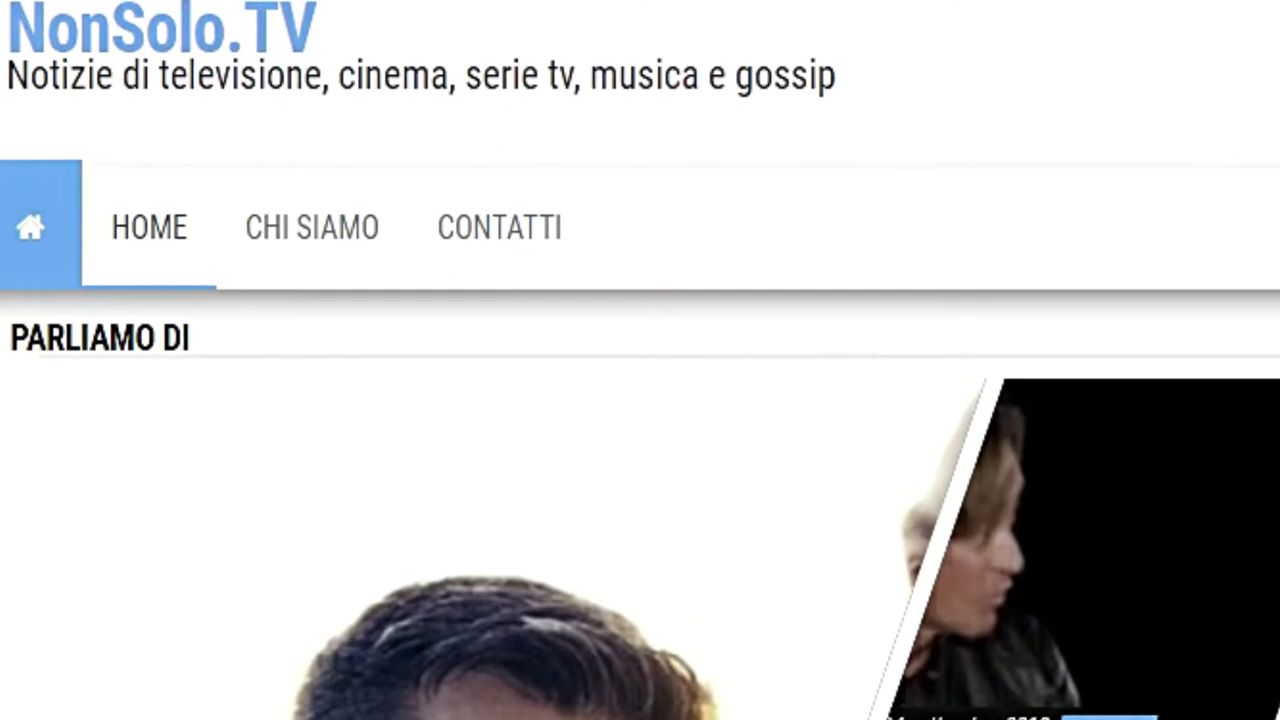 NonSolo.TV
Notizie di televisione, cinema, serie tv, musica e gossip
HOME CHI SIAMO CONTATTI
PARLIAMO DI